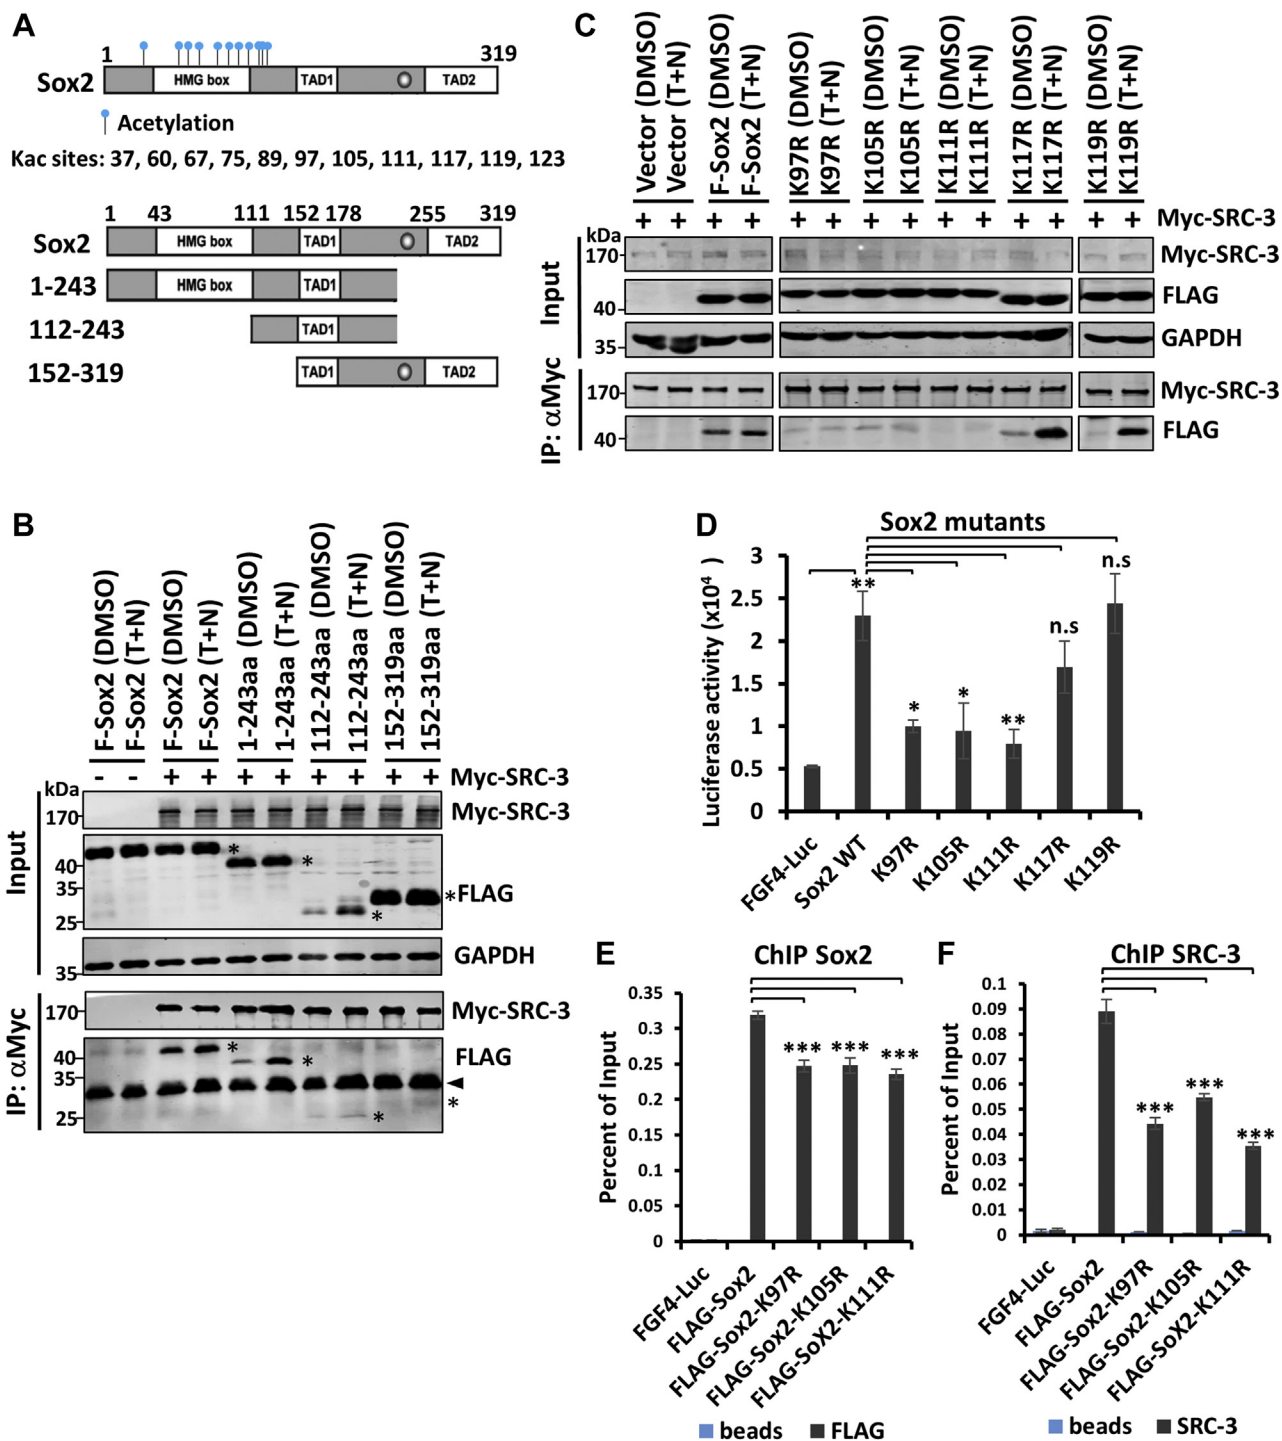 A
1 319
Sox2 HMG box TAD1 TAD2
Acetylation
Kac sites: 37, 60, 67, 75, 89, 97, 105, 111, 117, 119, 123
1 43 111 152 178 255 319
Sox2 HMG box TAD1 TAD2
1-243 HMG box TAD1
112-243 TAD1
152-319 TAD1 TAD2
B
F-Sox2 (DMSO)
F-Sox2 (T+N)
F-Sox2 (DMSO)
F-Sox2 (T+N)
1-243aa (DMSO)
1-243aa (T+N)
112-243aa (DMSO)
112-243aa (T+N)
152-319aa (DMSO)
152-319aa (T+N)
- - + + + + + + + + Myc-SRC-3
kDa
Input
170 Myc-SRC-3
40 * *
35 *FLAG
25 *
35 GAPDH
IP: αMyc
170 Myc-SRC-3
40 * * FLAG
35
*
25 *
C
Vector (DMSO)
Vector (T+N)
F-Sox2 (DMSO)
F-Sox2 (T+N)
K97R (DMSO)
K97R (T+N)
K105R (DMSO)
K105R (T+N)
K111R (DMSO)
K111R (T+N)
K117R (DMSO)
K117R (T+N)
K119R (DMSO)
K119R (T+N)
+ + + + + + + + + + + + + + Myc-SRC-3
kDa
Input
170 Myc-SRC-3
40 FLAG
35 GAPDH
IP: αMyc
170 Myc-SRC-3
40 FLAG
D
Sox2 mutants
Luciferase activity (x10⁴ )
3
2.5
2
1.5
1
0.5
0
** * * ** n.s n.s
FGF4-Luc
Sox2 WT
K97R
K105R
K111R
K117R
K119R
E
ChIP Sox2
Percent of Input
0.35
0.3
0.25
0.2
0.15
0.1
0.05
0
*** *** ***
FGF4-Luc
FLAG-Sox2
FLAG-Sox2-K97R
FLAG-Sox2-K105R
FLAG-SoX2-K111R
beads FLAG
F
ChIP SRC-3
Percent of Input
0.1
0.09
0.08
0.07
0.06
0.05
0.04
0.03
0.02
0.01
0
*** *** ***
FGF4-Luc
FLAG-Sox2
FLAG-Sox2-K97R
FLAG-Sox2-K105R
FLAG-SoX2-K111R
beads SRC-3